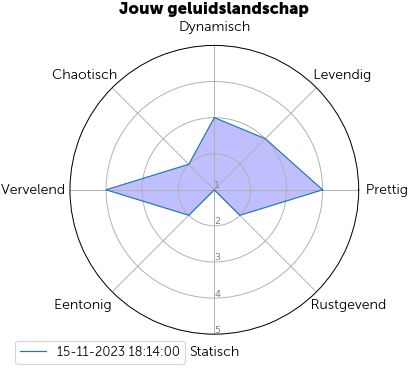 Jouw geluidslandschap
Dynamisch
Chaotisch
Levendig
Vervelend
1
Prettig
2
3
4
Eentonig
Rustgevend
5
15-11-2023 18:14:00
Statisch